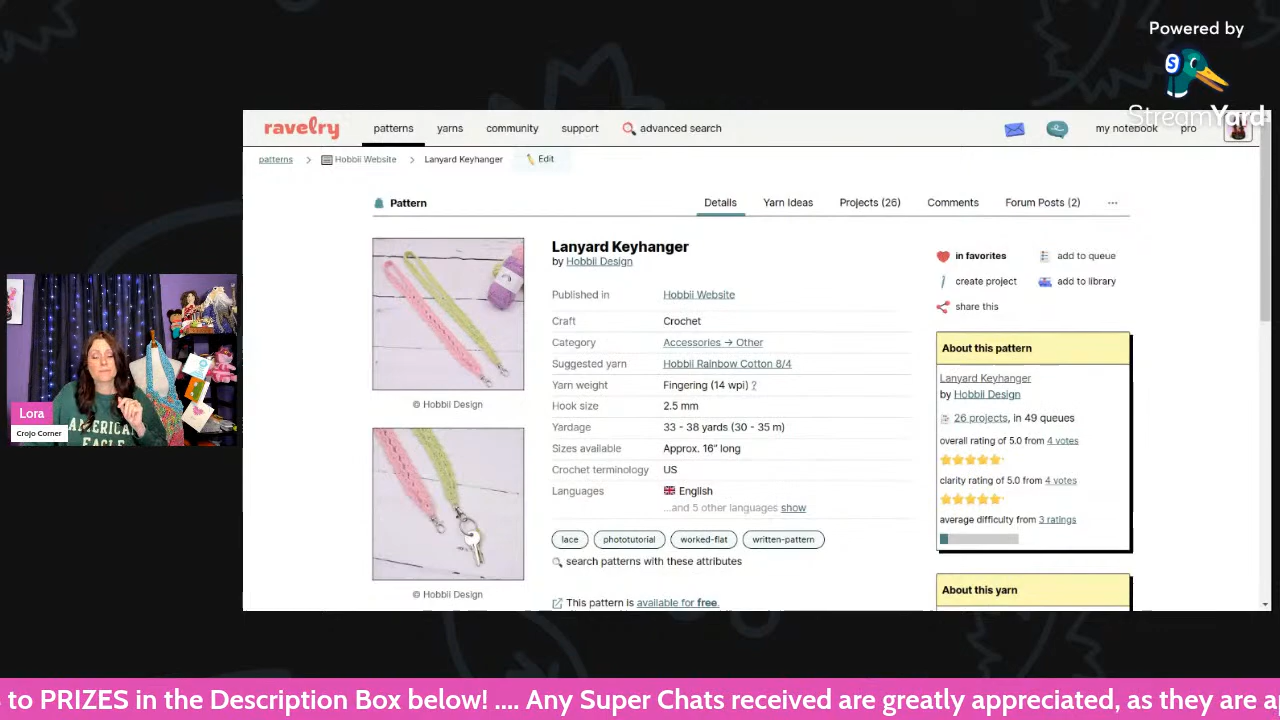 Powered by
StreamYard
ravelry
patterns yarns community support advanced search my notebook pro
patterns > Hobbii Website > Lanyard Keyhanger Edit
Pattern
Details Yarn Ideas Projects (26) Comments Forum Posts (2) ...
Lanyard Keyhanger
by Hobbii Design
Published in Hobbii Website
Craft Crochet
Category Accessories → Other
Suggested yarn Hobbii Rainbow Cotton 8/4
Yarn weight Fingering (14 wpi) ?
Hook size 2.5 mm
Yardage 33 - 38 yards (30 - 35 m)
Sizes available Approx. 16" long
Crochet terminology US
Languages English
...and 5 other languages show
lace phototutorial worked-flat written-pattern
search patterns with these attributes
This pattern is available for free.
© Hobbii Design
© Hobbii Design
in favorites add to queue
create project add to library
share this
About this pattern
Lanyard Keyhanger
by Hobbii Design
26 projects, in 49 queues
overall rating of 5.0 from 4 votes
clarity rating of 5.0 from 4 votes
average difficulty from 3 ratings
About this yarn
AMERICAN
EAGLE
Lora
Crojo Corner
to PRIZES in the Description Box below! .... Any Super Chats received are greatly appreciated, as they are